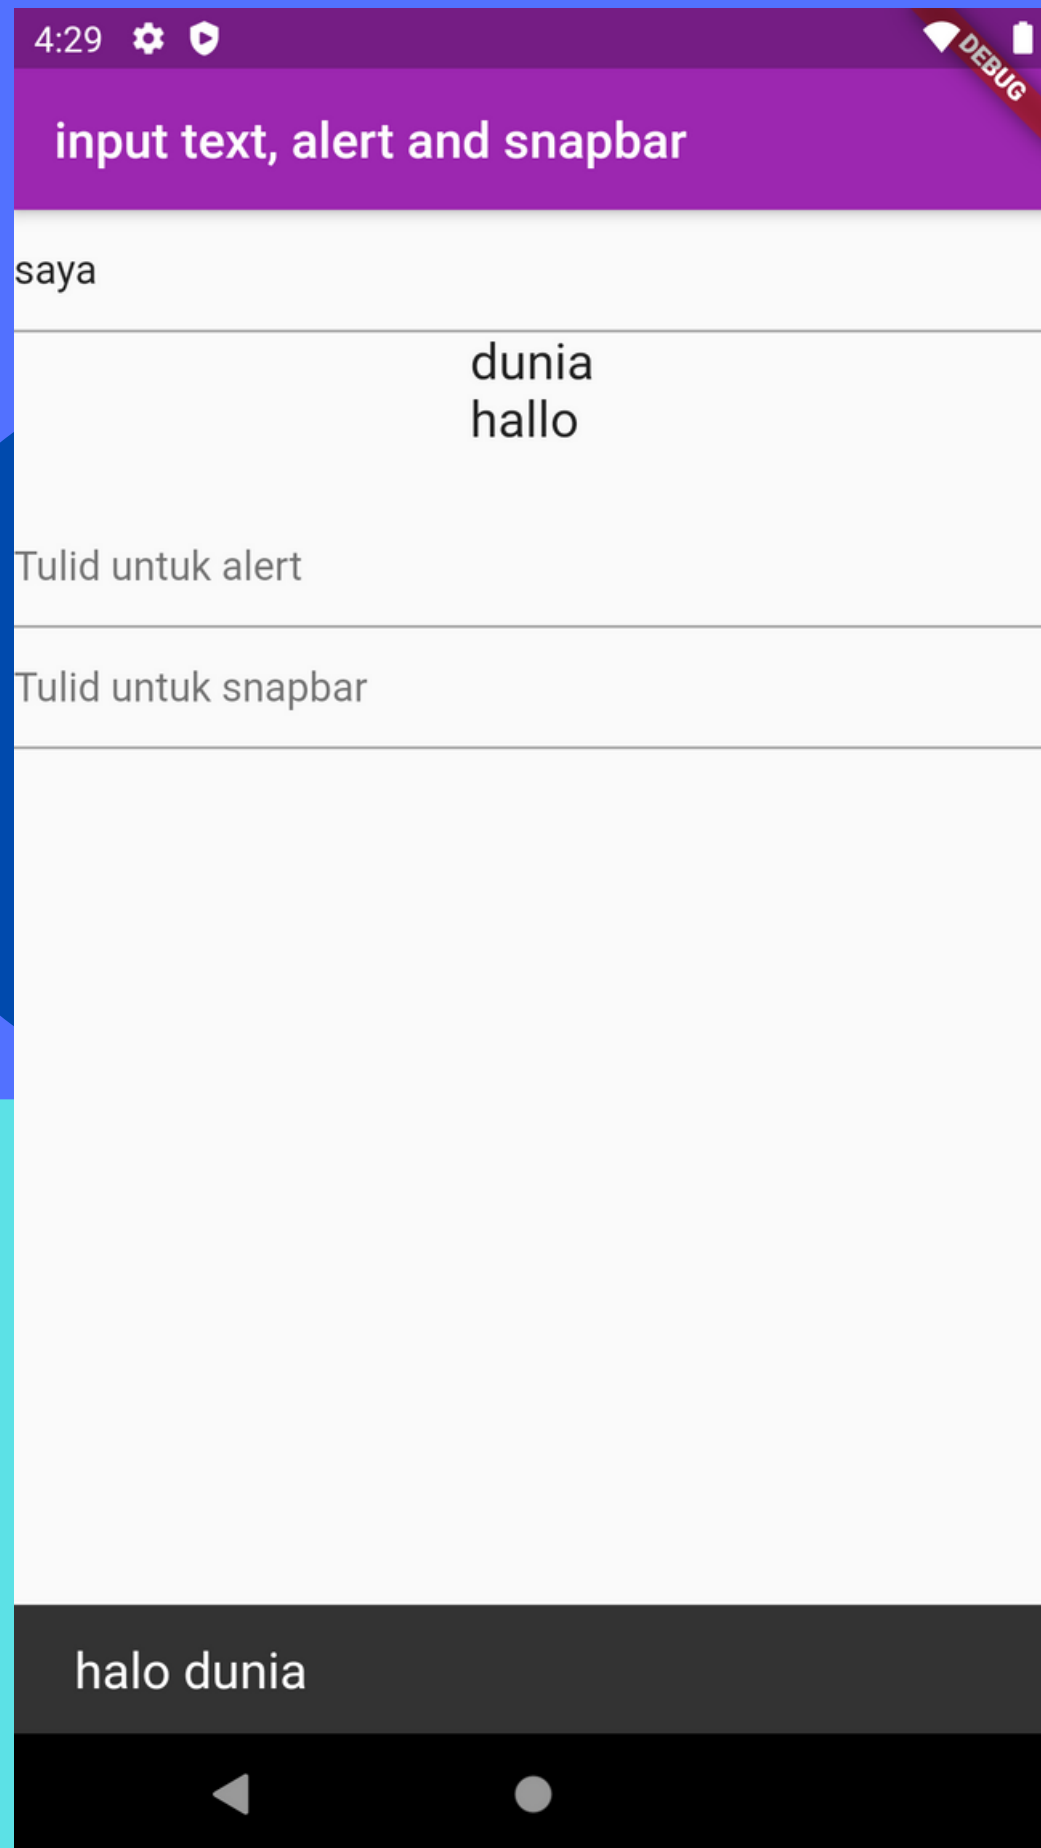 4:29
DEBUG
input text, alert and snapbar
saya
dunia
hallo
Tulid untuk alert
Tulid untuk snapbar
halo dunia